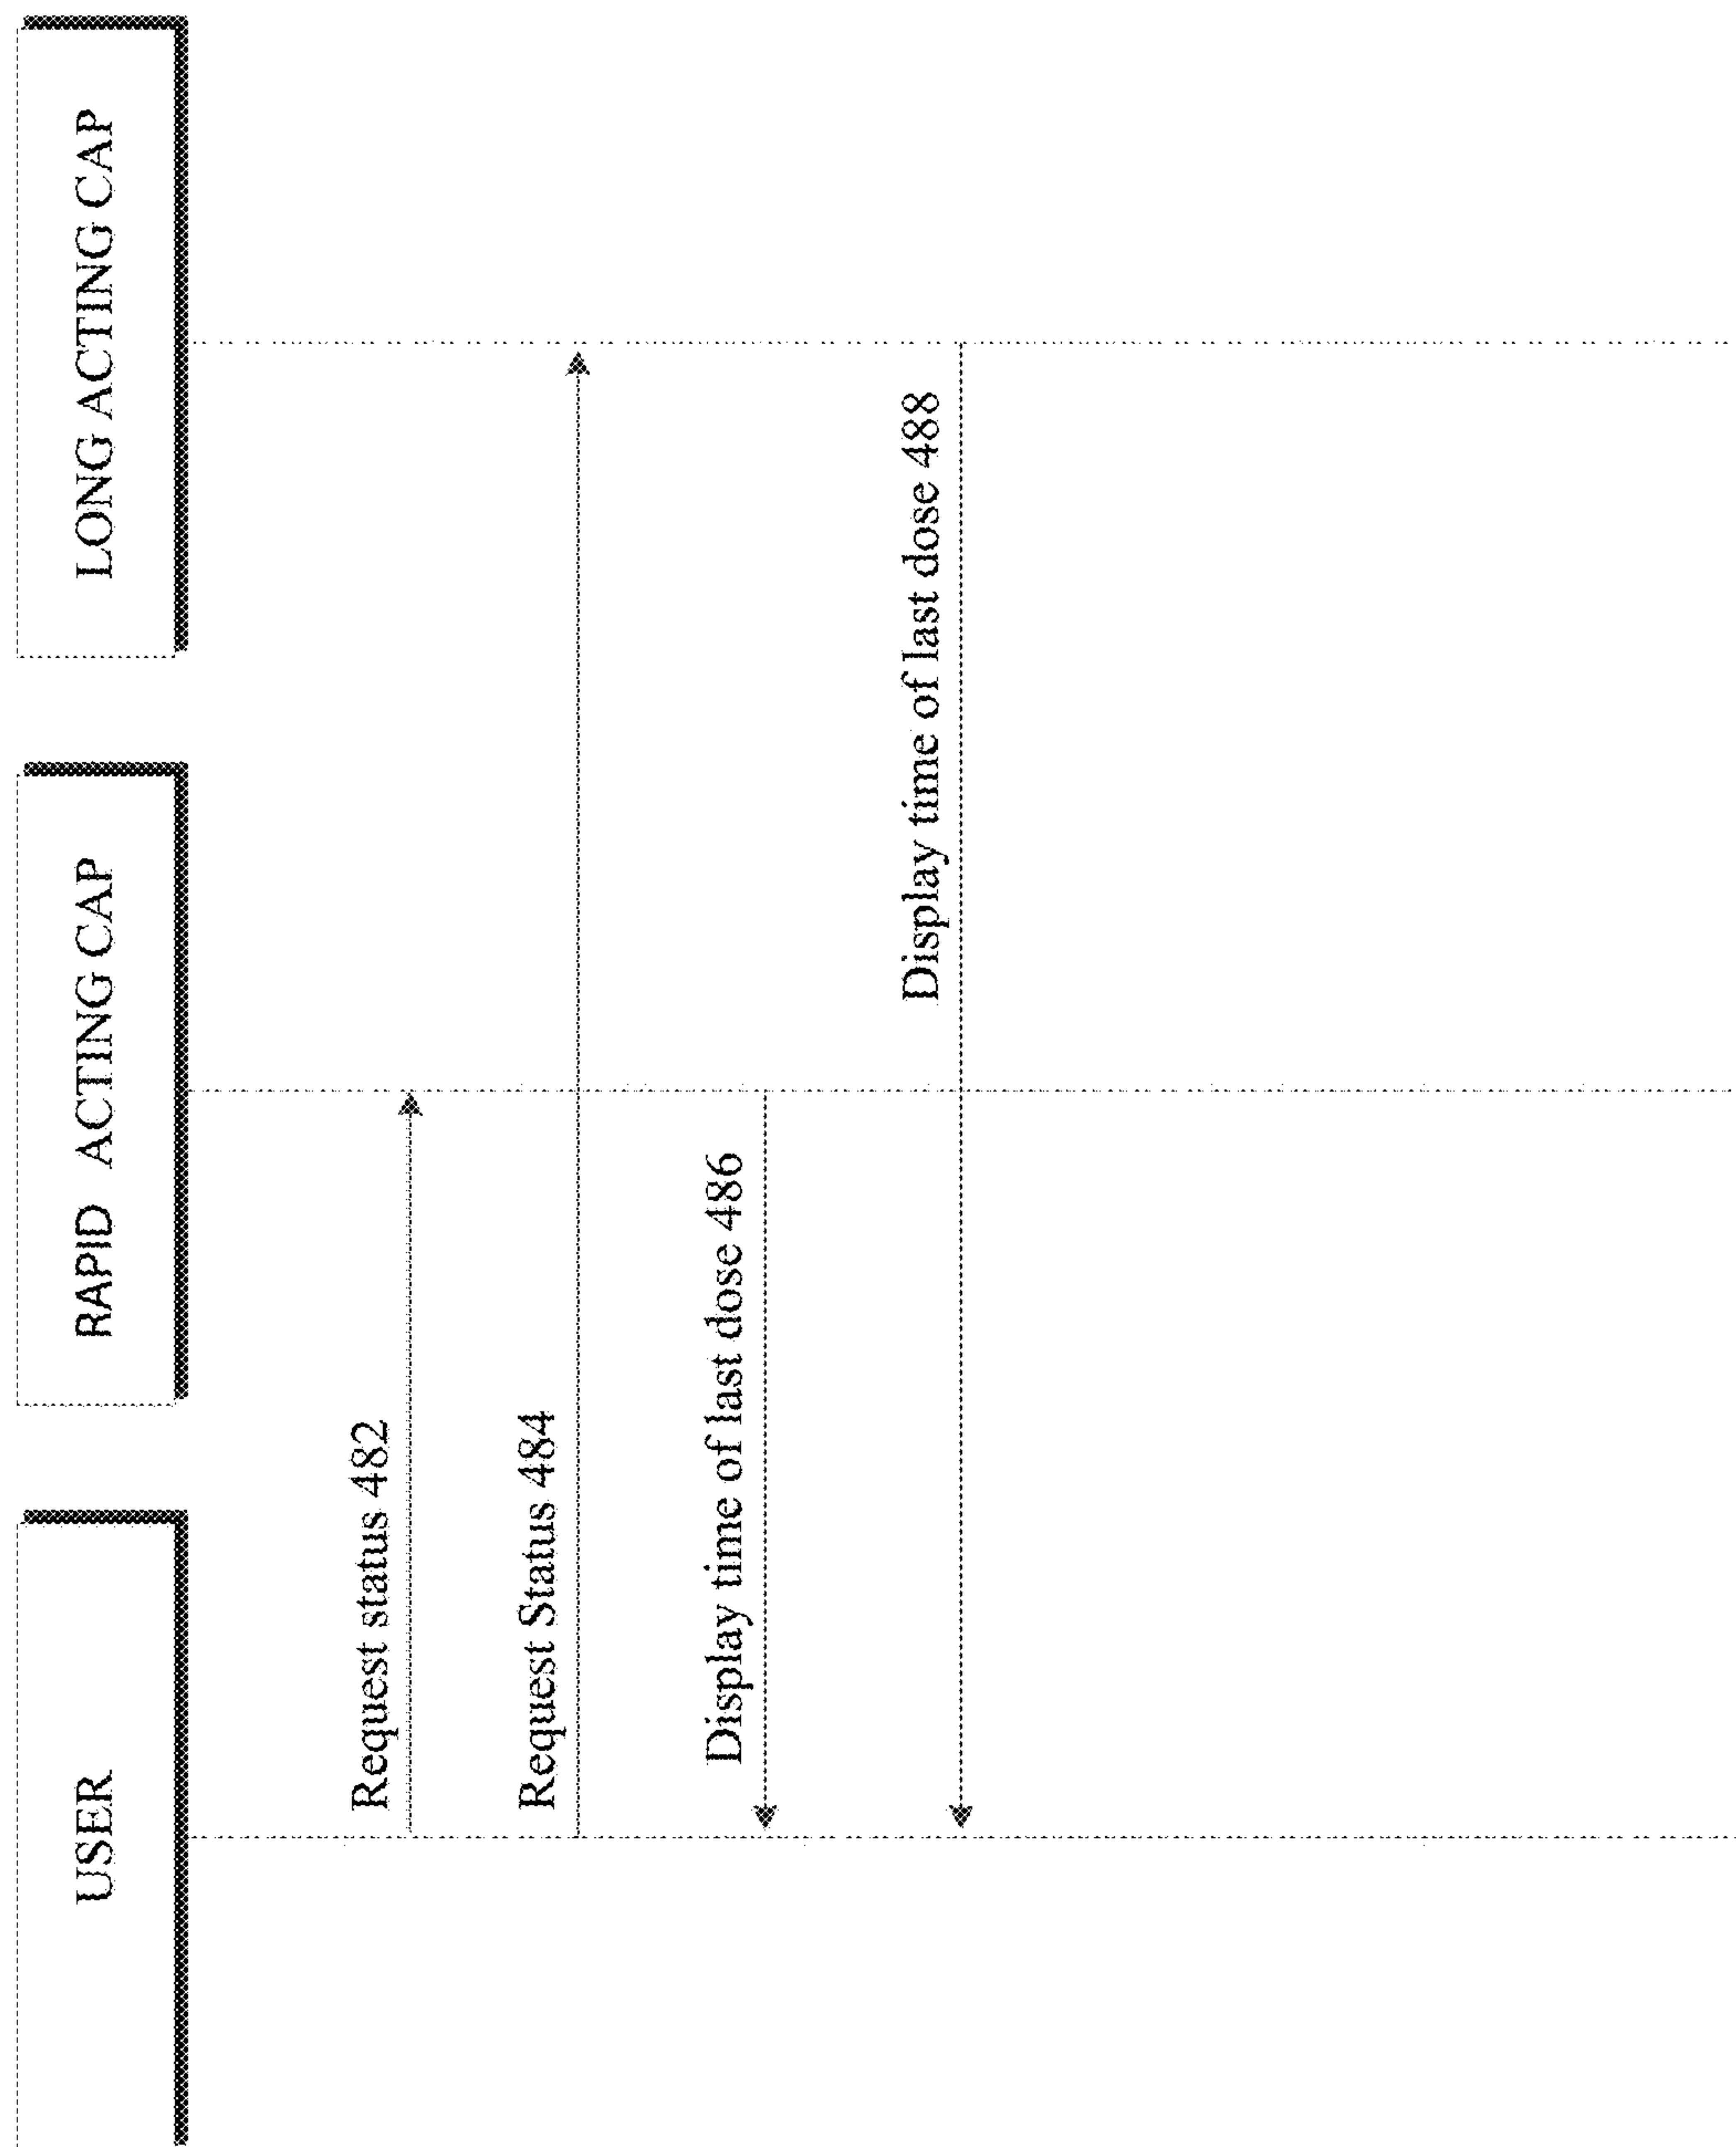 USER
RAPID ACTING CAP
LONG ACTING CAP
Request status 482
Request Status 484
Display time of last dose 486
Display time of last dose 488